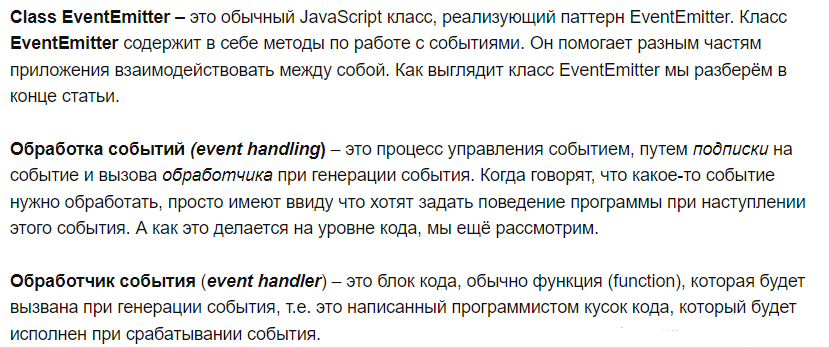 Class EventEmitter – это обычный JavaScript класс, реализующий паттерн EventEmitter. Класс
EventEmitter содержит в себе методы по работе с событиями. Он помогает разным частям
приложения взаимодействовать между собой. Как выглядит класс EventEmitter мы разберём в
конце статьи.
Обработка событий (event handling) – это процесс управления событием, путем подписки на
событие и вызова обработчика при генерации события. Когда говорят, что какое-то событие
нужно обработать, просто имеют ввиду что хотят задать поведение программы при наступлении
этого события. А как это делается на уровне кода, мы ещё рассмотрим.
Обработчик события (event handler) – это блок кода, обычно функция (function), которая будет
вызвана при генерации события, т.е. это написанный программистом кусок кода, который будет
исполнен при срабатывании события.